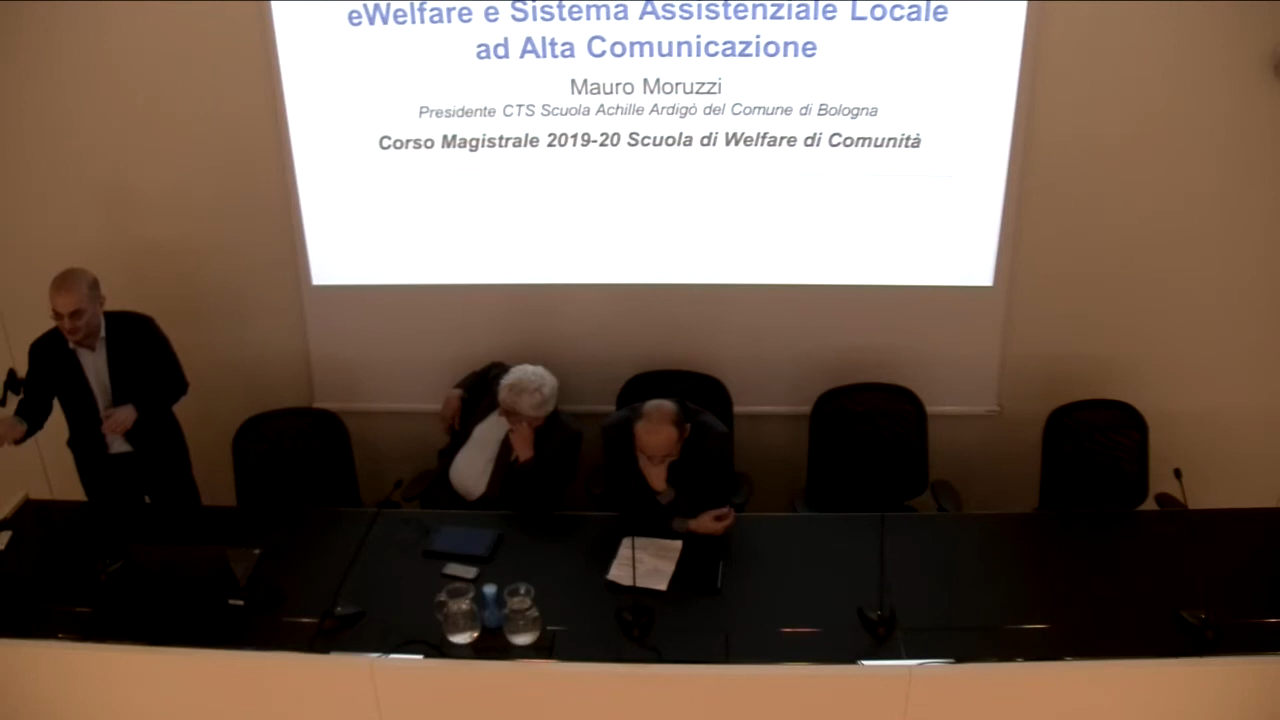 eWelfare e Sistema Assistenziale Locale
ad Alta Comunicazione
Mauro Moruzzi
Presidente CTS Scuola Achille Ardigò del Comune di Bologna
Corso Magistrale 2019-20 Scuola di Welfare di Comunità